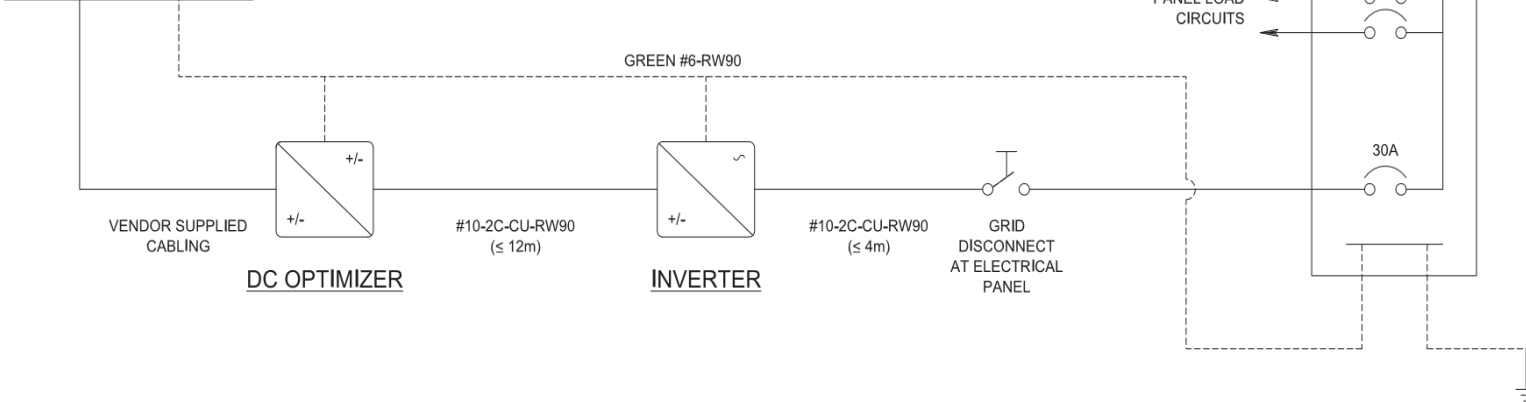 PANEL LOAD
CIRCUITS
GREEN #6-RW90
30A
+/-
+/-
+/-
VENDOR SUPPLIED
CABLING
#10-2C-CU-RW90
(≤ 12m)
#10-2C-CU-RW90
(≤ 4m)
GRID
DISCONNECT
AT ELECTRICAL
PANEL
DC OPTIMIZER
INVERTER